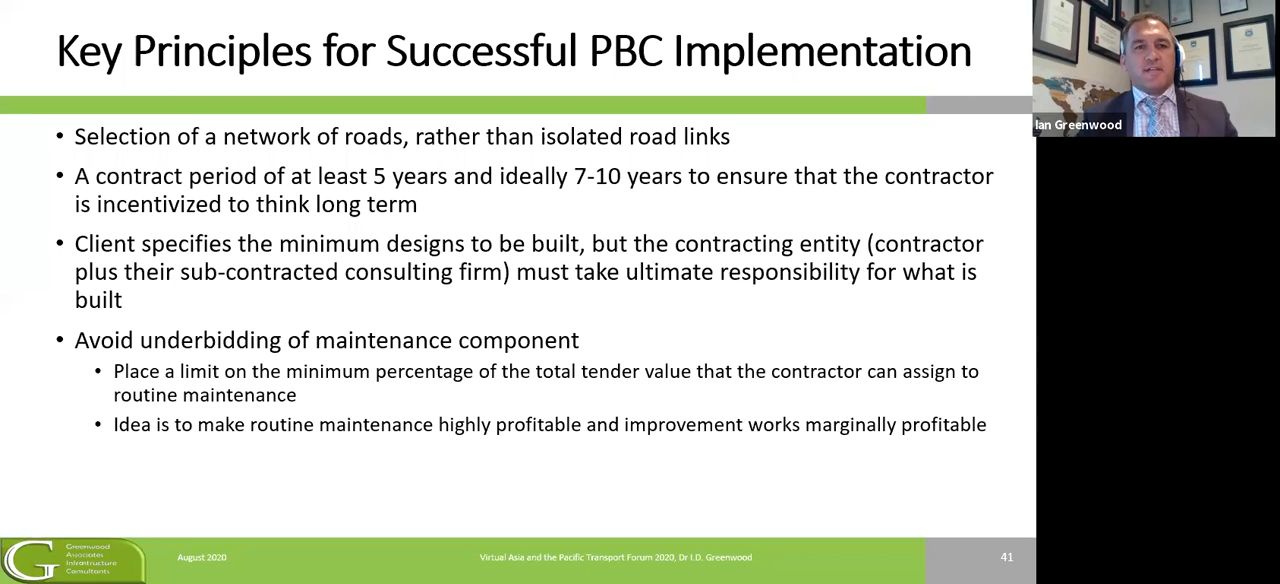 Key Principles for Successful PBC Implementation
Ian Greenwood
• Selection of a network of roads, rather than isolated road links
• A contract period of at least 5 years and ideally 7-10 years to ensure that the contractor
is incentivized to think long term
• Client specifies the minimum designs to be built, but the contracting entity (contractor
plus their sub-contracted consulting firm) must take ultimate responsibility for what is
built
• Avoid underbidding of maintenance component
• Place a limit on the minimum percentage of the total tender value that the contractor can assign to
routine maintenance
• Idea is to make routine maintenance highly profitable and improvement works marginally profitable
G
Greenwood
Associates
Infrastructure
Consultants
August 2020
Virtual Asia and the Pacific Transport Forum 2020, Dr I.D. Greenwood
41